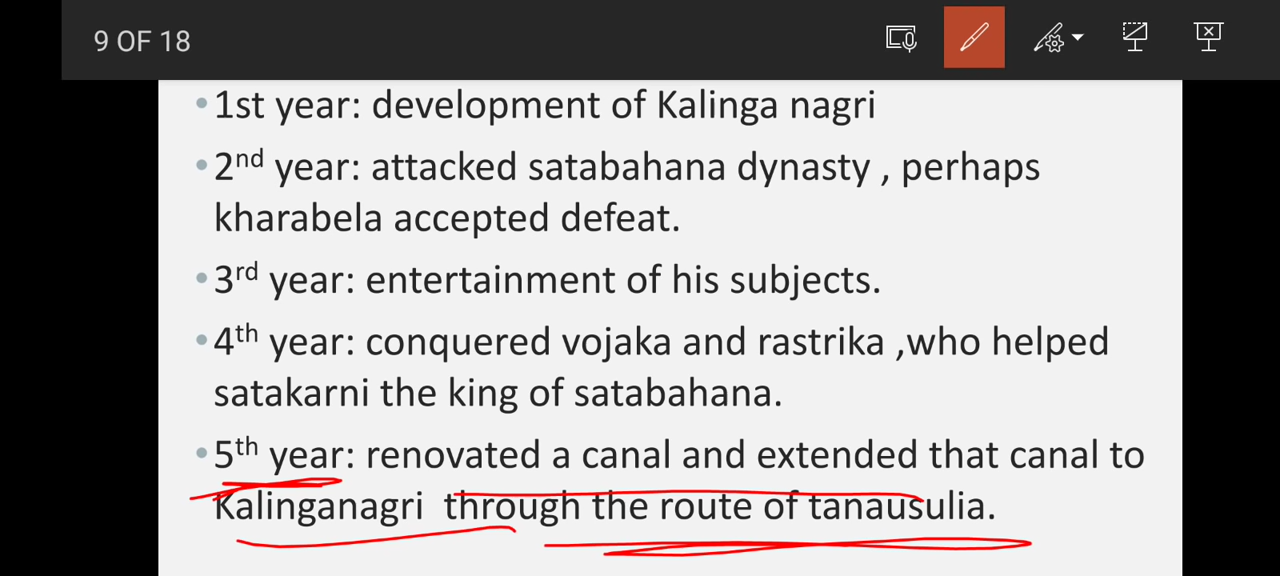 9 OF 18
•1st year: development of Kalinga nagri
•2nd year: attacked satabahana dynasty , perhaps
kharabela accepted defeat.
•3rd year: entertainment of his subjects.
•4th year: conquered vojaka and rastrika ,who helped
satakarni the king of satabahana.
•5th year: renovated a canal and extended that canal to
Kalinganagri through the route of tanausulia.